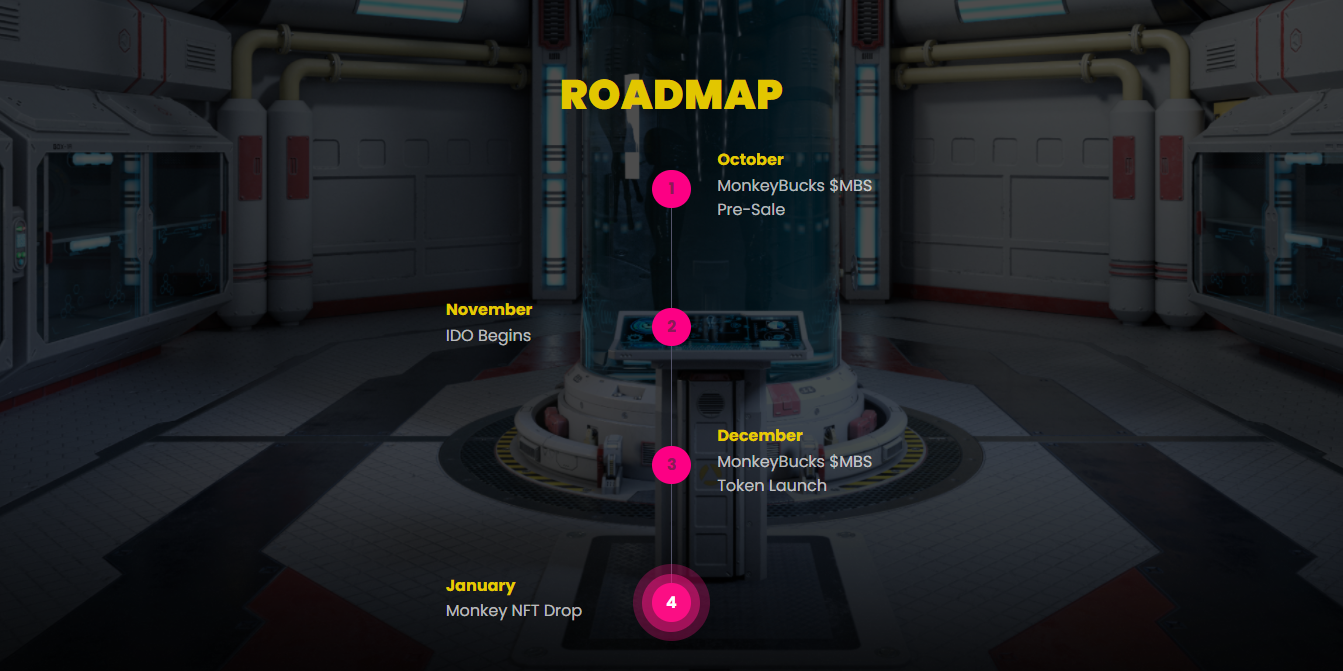 ROADMAP
October
1
MonkeyBucks $MBS
Pre-Sale
November
2
IDO Begins
December
3
MonkeyBucks $MBS
Token Launch
January
4
Monkey NFT Drop